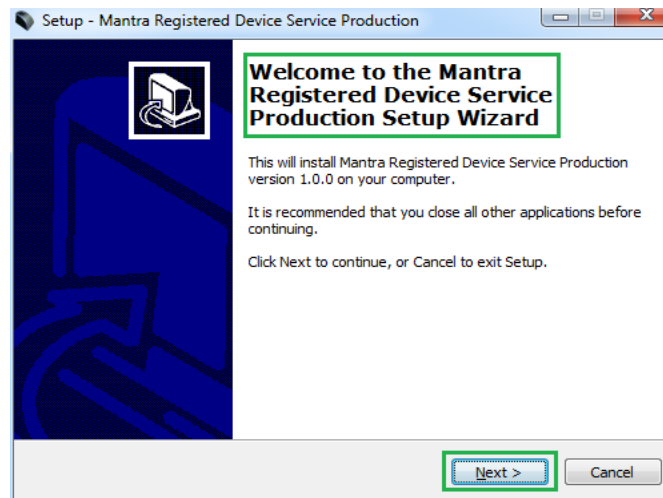 Setup - Mantra Registered Device Service Production
Welcome to the Mantra
Registered Device Service
Production Setup Wizard
This will install Mantra Registered Device Service Production
version 1.0.0 on your computer.
It is recommended that you close all other applications before
continuing.
Click Next to continue, or Cancel to exit Setup.
Next >
Cancel